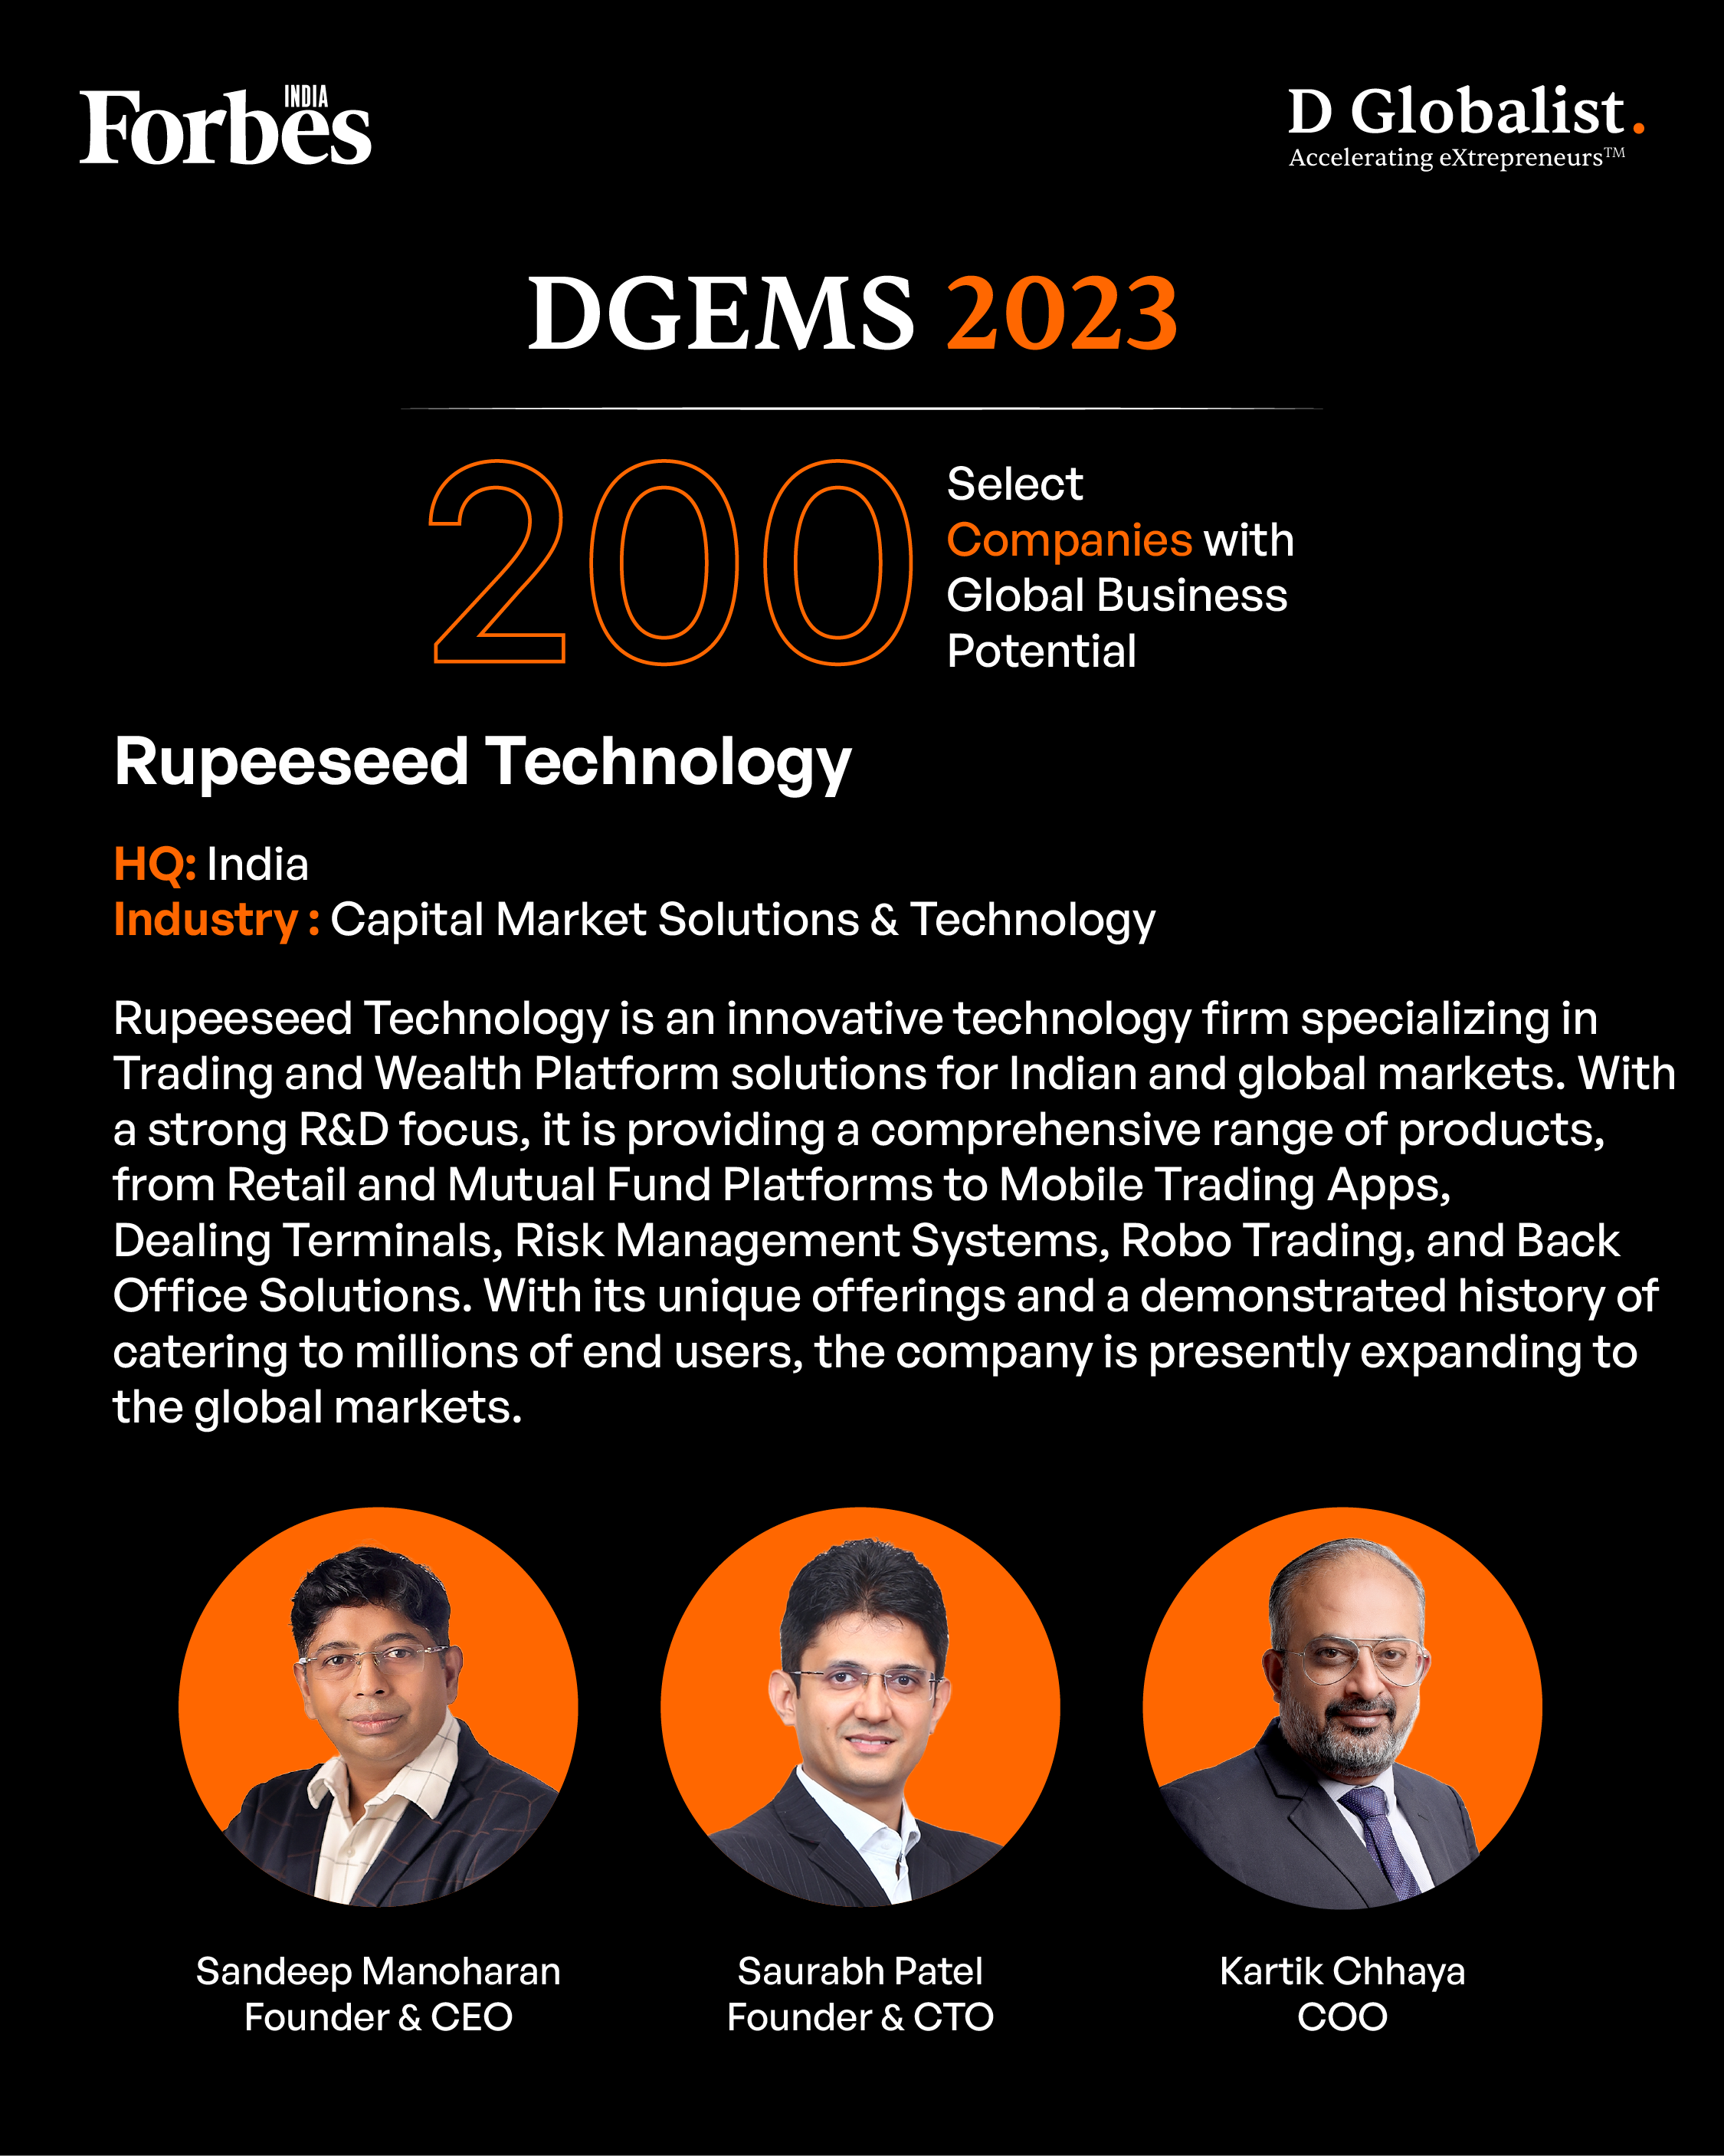 Forbes INDIA
D Globalist.
Accelerating eXtrepreneurs™
DGEMS 2023
200
Select
Companies with
Global Business
Potential
Rupeeseed Technology
HQ: India
Industry : Capital Market Solutions & Technology
Rupeeseed Technology is an innovative technology firm specializing in
Trading and Wealth Platform solutions for Indian and global markets. With
a strong R&D focus, it is providing a comprehensive range of products,
from Retail and Mutual Fund Platforms to Mobile Trading Apps,
Dealing Terminals, Risk Management Systems, Robo Trading, and Back
Office Solutions. With its unique offerings and a demonstrated history of
catering to millions of end users, the company is presently expanding to
the global markets.
Sandeep Manoharan
Founder & CEO
Saurabh Patel
Founder & CTO
Kartik Chhaya
COO